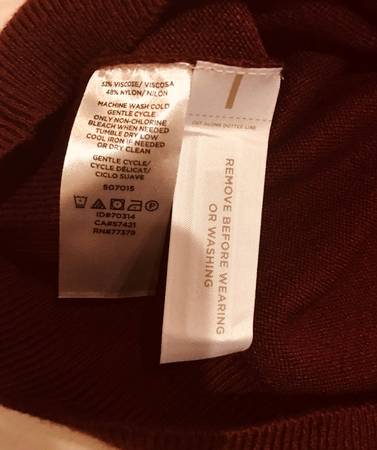 52% VISCOSE/ VISCOSA
48% NYLON/ NILON
MACHINE WASH COLD
GENTLE CYCLE
ONLY NON-CHLORINE
BLEACH WHEN NEEDED
TUMBLE DRY LOW
COOL IRON IF NEEDED
OR DRY CLEAN
GENTLE CYCLE/
CYCLE DELICAT/
CICLO SUAVE
507015
ID#70314
CA#57421
RN#77379
CUT ALONG DOTTED LINE
REMOVE BEFORE WEARING
OR WASHING